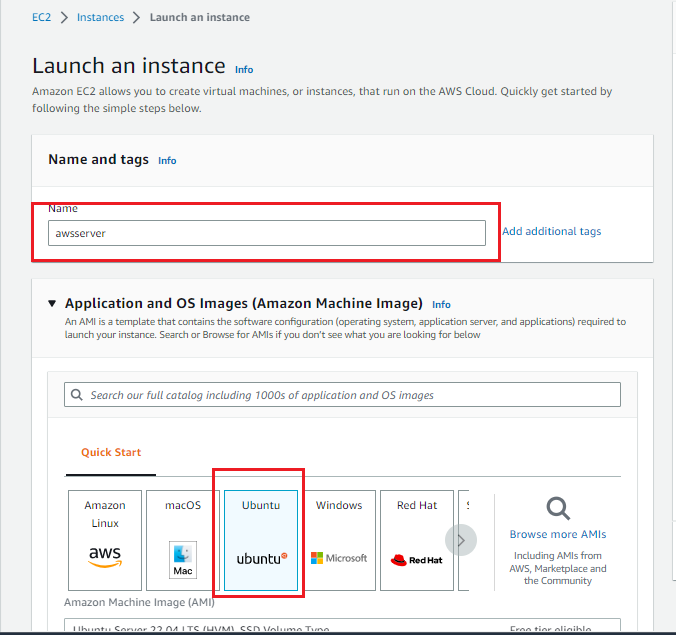 EC2 > Instances > Launch an instance
Launch an instance Info
Amazon EC2 allows you to create virtual machines, or instances, that run on the AWS Cloud. Quickly get started by
following the simple steps below.
Name and tags Info
Name
awsserver
Add additional tags
Application and OS Images (Amazon Machine Image) Info
An AMI is a template that contains the software configuration (operating system, application server, and applications) required to
launch your instance. Search or Browse for AMIs if you don't see what you are looking for below
Search our full catalog including 1000s of application and OS images
Quick Start
Amazon
Linux
aws
macOS
Mac
Ubuntu
ubuntu
Windows
Microsoft
Red Hat
Red Hat
Browse more AMIs
Including AMIs from
AWS, Marketplace and
the Community
Amazon Machine Image (AMI)
Ubuntu Server 22.04 LTS (HVM), SSD Volume Type
Free tier eligible